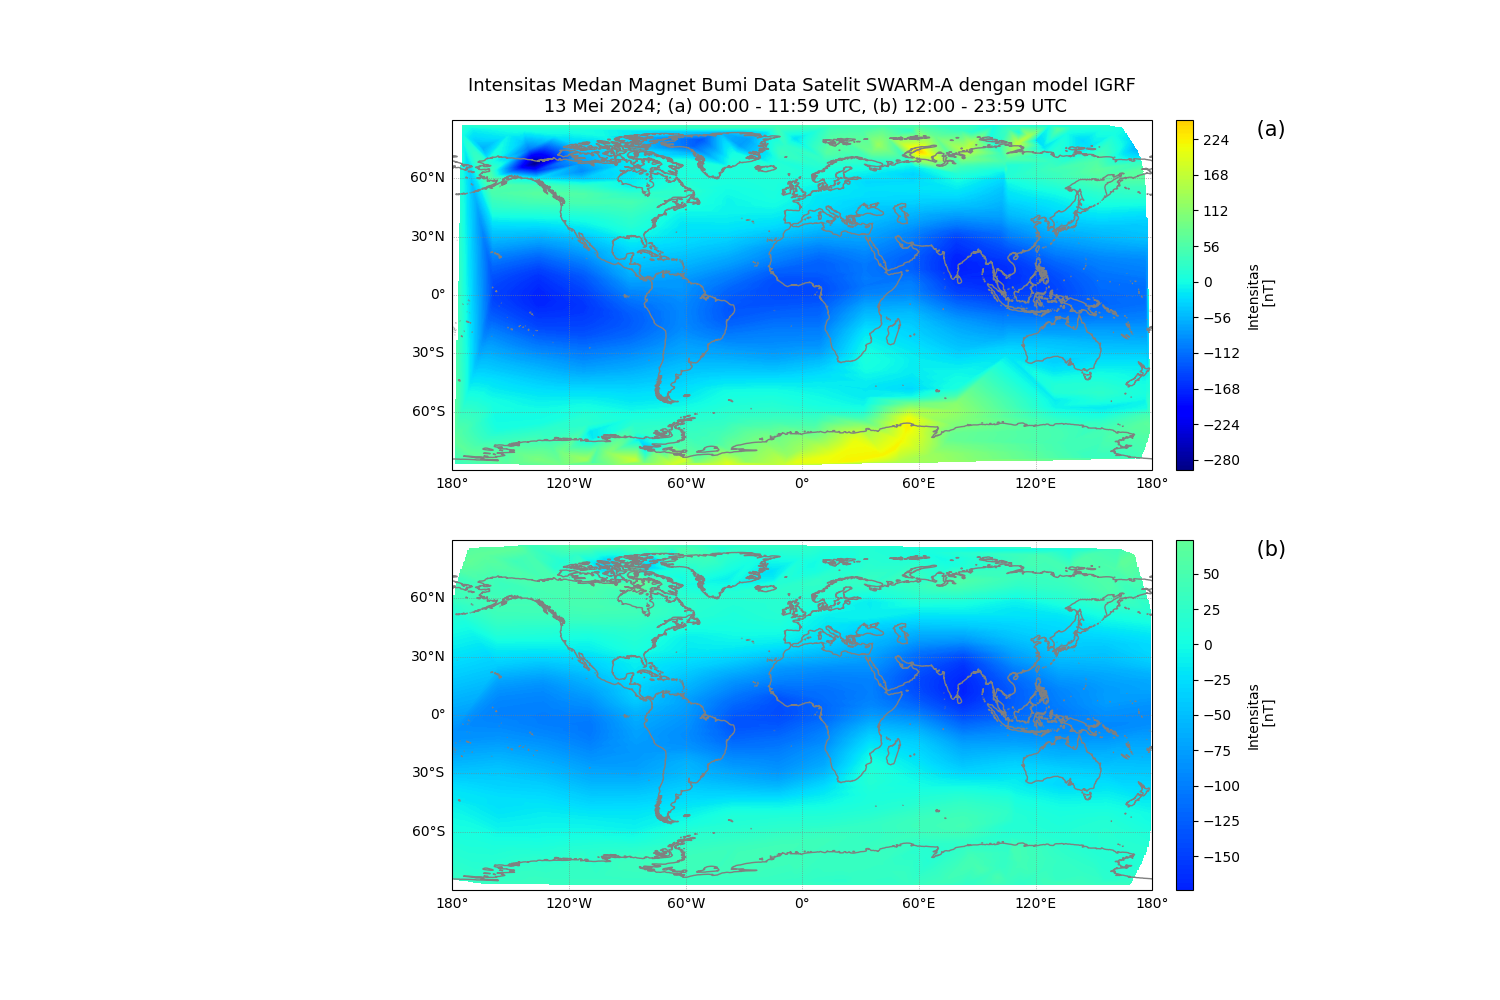 Intensitas Medan Magnet Bumi Data Satelit SWARM-A dengan model IGRF
13 Mei 2024; (a) 00:00 - 11:59 UTC, (b) 12:00 - 23:59 UTC
(a)
60°N
30°N
0°
30°S
60°S
180° 120°W 60°W 0° 60°E 120°E 180°
224
168
112
56
0
−56
−112
−168
−224
−280
Intensitas
[nT]
(b)
60°N
30°N
0°
30°S
60°S
180° 120°W 60°W 0° 60°E 120°E 180°
50
25
0
−25
−50
−75
−100
−125
−150
Intensitas
[nT]